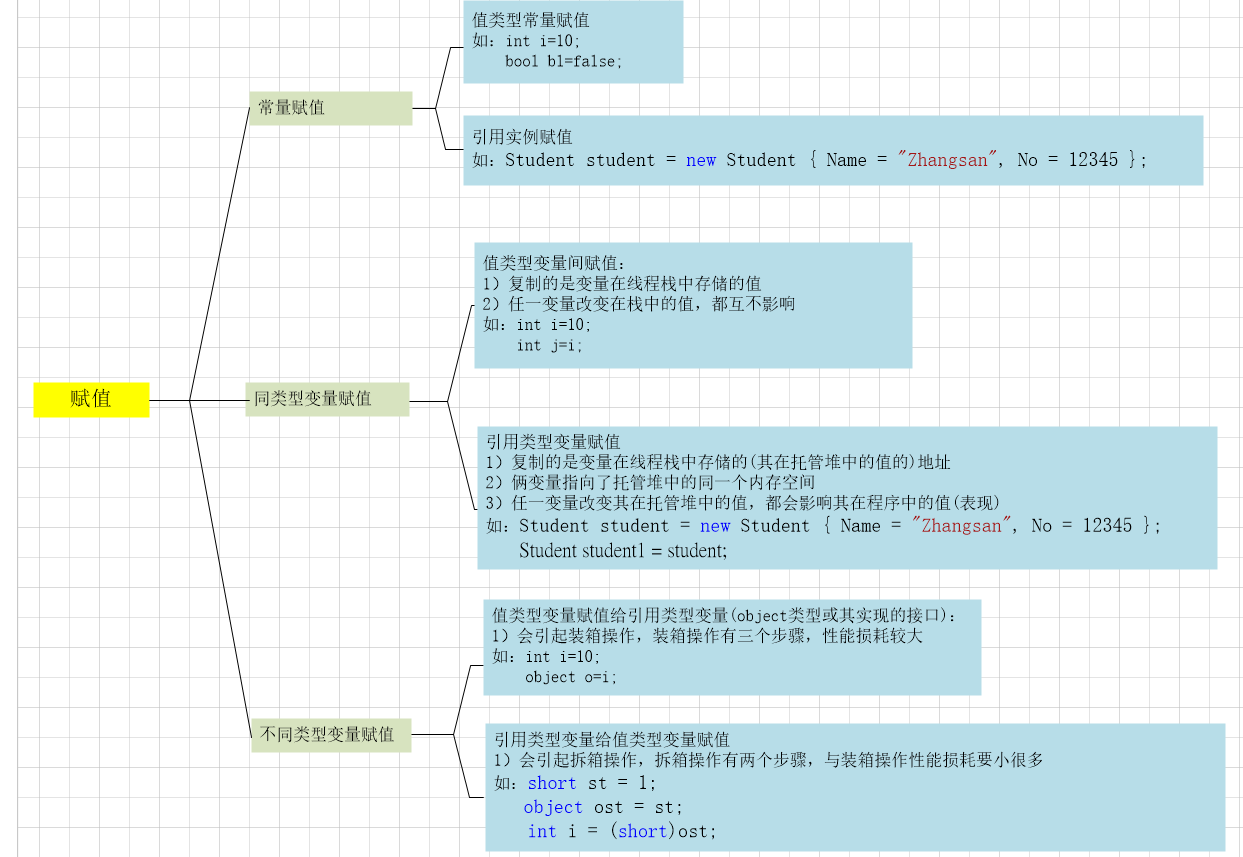 值类型常量赋值
如：int i=10;
bool bl=false;
常量赋值
引用实例赋值
如：Student student = new Student { Name = "Zhangsan", No = 12345 };
值类型变量间赋值：
1）复制的是变量在线程栈中存储的值
2）任一变量改变在栈中的值，都互不影响
如：int i=10;
int j=i;
赋值
同类型变量赋值
引用类型变量赋值
1）复制的是变量在线程栈中存储的(其在托管堆中的值的)地址
2）俩变量指向了托管堆中的同一个内存空间
3）任一变量改变其在托管堆中的值，都会影响其在程序中的值(表现)
如：Student student = new Student { Name = "Zhangsan", No = 12345 };
Student student1 = student;
值类型变量赋值给引用类型变量(object类型或其实现的接口)：
1）会引起装箱操作，装箱操作有三个步骤，性能损耗较大
如：int i=10;
object o=i;
不同类型变量赋值
引用类型变量给值类型变量赋值
1）会引起拆箱操作，拆箱操作有两个步骤，与装箱操作性能损耗要小很多
如：short st = 1;
object ost = st;
int i = (short)ost;